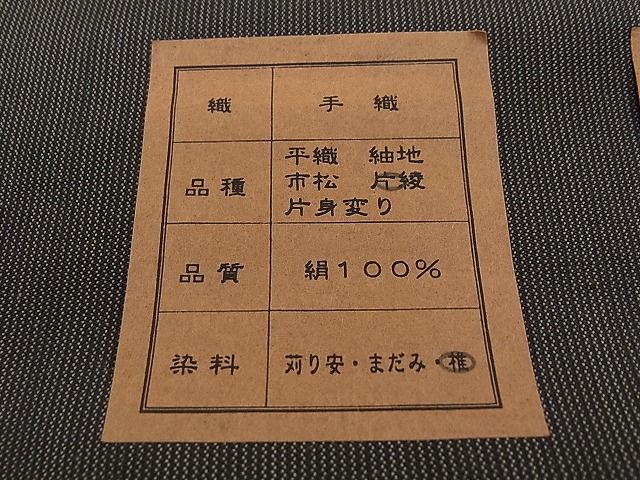 織 手織
品種 平織 紬地
市松 片綾
片身変り
品質 絹100%
染料 苅り安・まだみ・椎